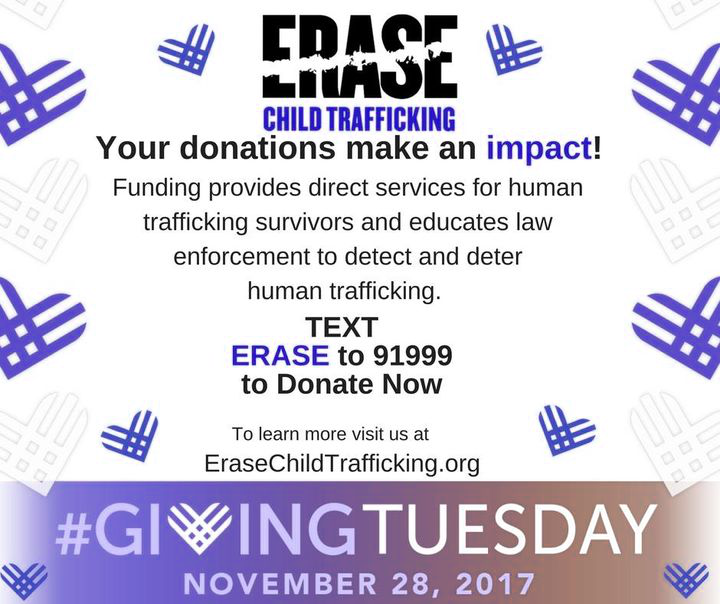 ERASE
CHILD TRAFFICKING
Your donations make an impact!
Funding provides direct services for human
trafficking survivors and educates law
enforcement to detect and deter
human trafficking.
TEXT
ERASE to 91999
to Donate Now
To learn more visit us at
EraseChildTrafficking.org
#GIVINGTUESDAY
NOVEMBER 28, 2017